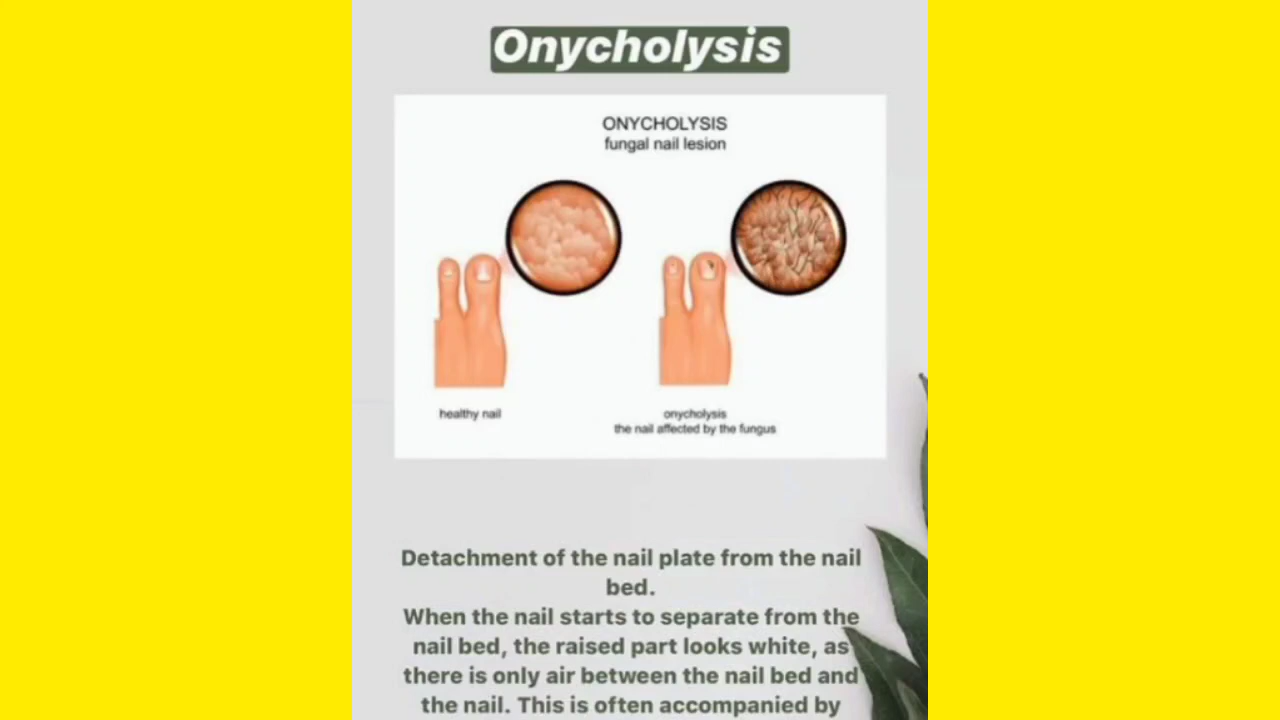 Onycholysis
ONYCHOLYSIS
fungal nail lesion
healthy nail
onycholysis
the nail affected by the fungus
Detachment of the nail plate from the nail
bed.
When the nail starts to separate from the
nail bed, the raised part looks white, as
there is only air between the nail bed and
the nail. This is often accompanied by